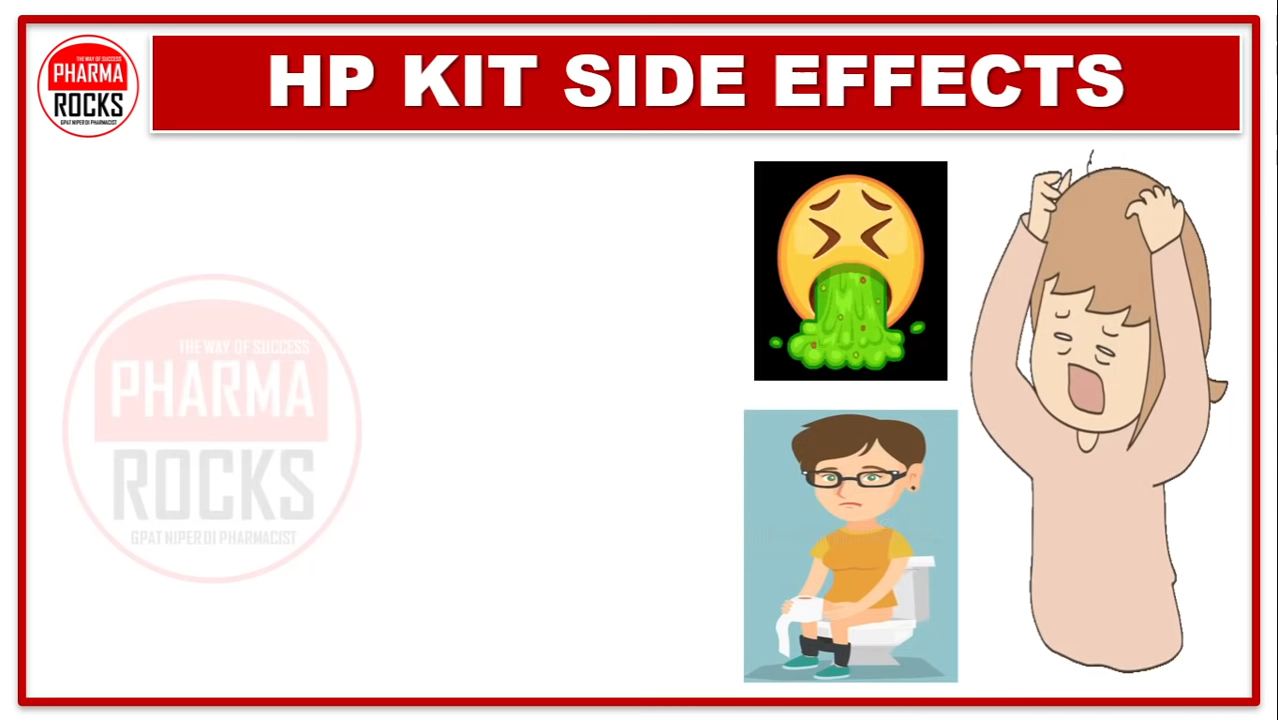 THE WAY OF SUCCESS
PHARMA
ROCKS
GPAT NIPER DI PHARMACIST
HP KIT SIDE EFFECTS
THE WAY OF SUCCESS
PHARMA
ROCKS
GPAT NIPER DI PHARMACIST